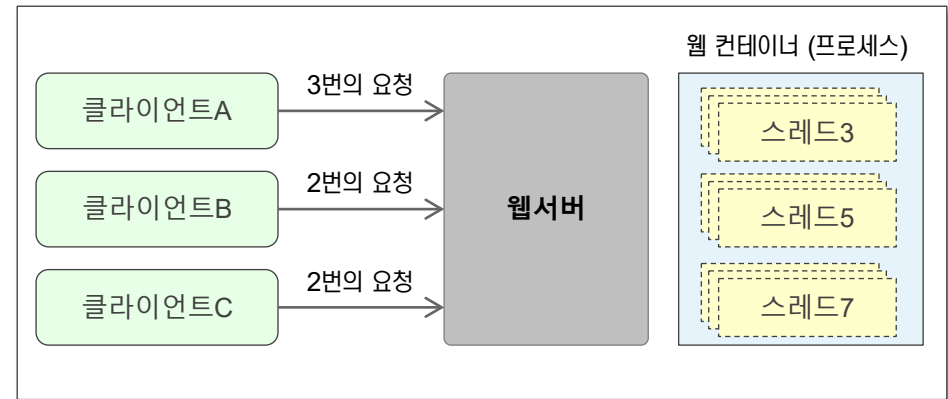 웹 컨테이너 (프로세스)
클라이언트A
3번의 요청
스레드3
클라이언트B
2번의 요청
웹서버
스레드5
클라이언트C
2번의 요청
스레드7